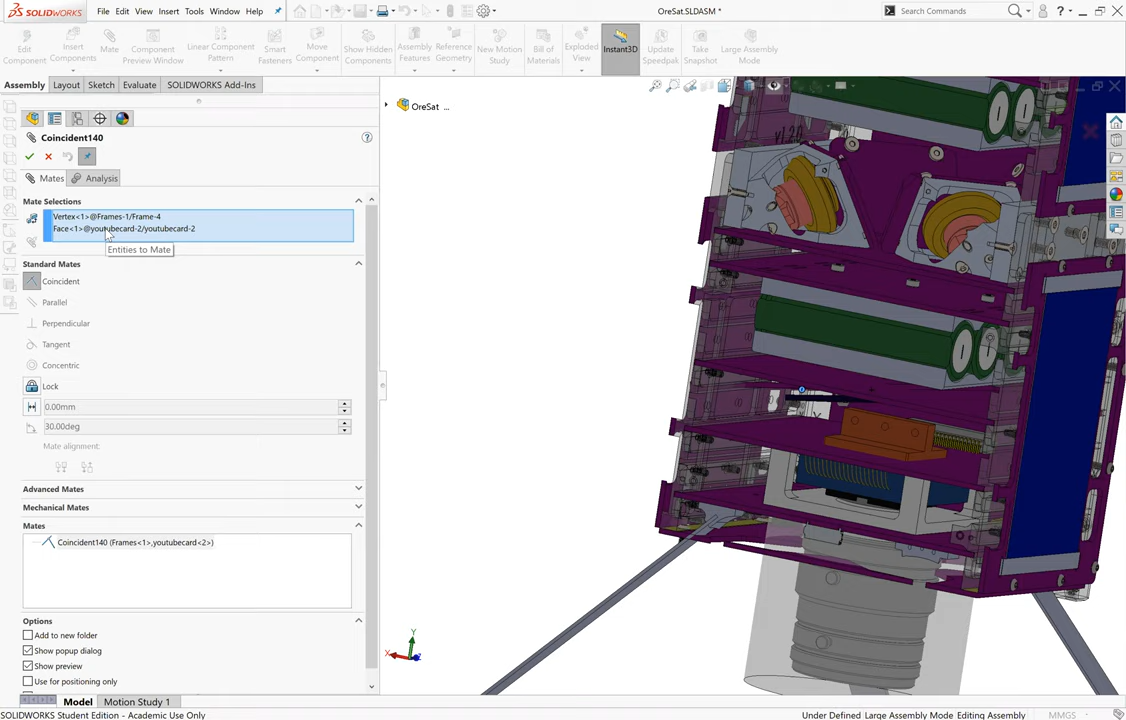 SOLIDWORKS
File Edit View Insert Tools Window Help
OreSat.SLDASM *
Search Commands
Edit Component
Insert Components
Mate
Component Preview Window
Linear Component Pattern
Smart Fasteners
Move Component
Show Hidden Components
Assembly Features
Reference Geometry
New Motion Study
Bill of Materials
Exploded View
Instant3D
Update Speedpak
Take Snapshot
Large Assembly Mode
Assembly Layout Sketch Evaluate SOLIDWORKS Add-Ins
OreSat ...
Coincident140
Mates Analysis
Mate Selections
Vertex<1>@Frames-1/Frame-4
Face<1>@youtubecard-2/youtubecard-2
Entities to Mate
Standard Mates
Coincident
Parallel
Perpendicular
Tangent
Concentric
Lock
0.00mm
30.00deg
Mate alignment:
Advanced Mates
Mechanical Mates
Mates
Coincident140 (Frames<1>,youtubecard<2>)
Options
Add to new folder
Show popup dialog
Show preview
Use for positioning only
v1.2.0
Y
X
Z
Model Motion Study 1
SOLIDWORKS Student Edition - Academic Use Only
Under Defined Large Assembly Mode Editing Assembly MMGS